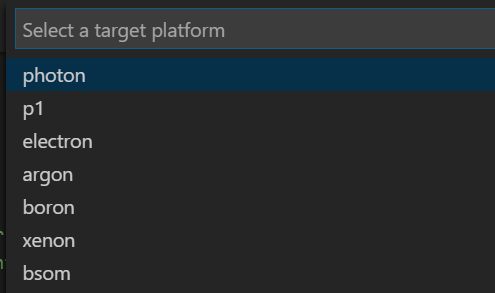 Select a target platform
photon
p1
electron
argon
boron
xenon
bsom